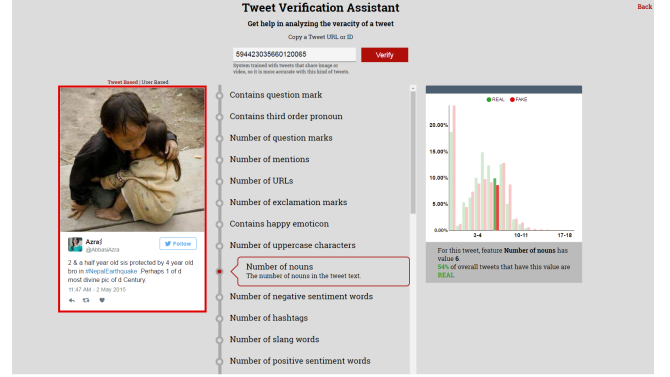 Tweet Verification Assistant
Back
Get help in analyzing the veracity of a tweet
Copy a Tweet URL or ID
594423035660120065
Verify
System trained with tweets that share image or
video, so it is more accurate with this kind of tweets.
Tweet Based | User Based
Azra
@AbbasiAzra
Follow
2 & a half year old sis protected by 4 year old
bro in #NepalEarthquake .Perhaps 1 of d
most divine pic of d Century.
11:47 AM - 2 May 2015
Contains question mark
Contains third order pronoun
Number of question marks
Number of mentions
Number of URLs
Number of exclamation marks
Contains happy emoticon
Number of uppercase characters
Number of nouns
The number of nouns in the tweet text.
Number of negative sentiment words
Number of hashtags
Number of slang words
Number of positive sentiment words
REAL FAKE
20.00%
15.00%
10.00%
5.00%
0.00%
3-4 10-11 17-18
For this tweet, feature Number of nouns has
value 6.
54% of overall tweets that have this value are
REAL